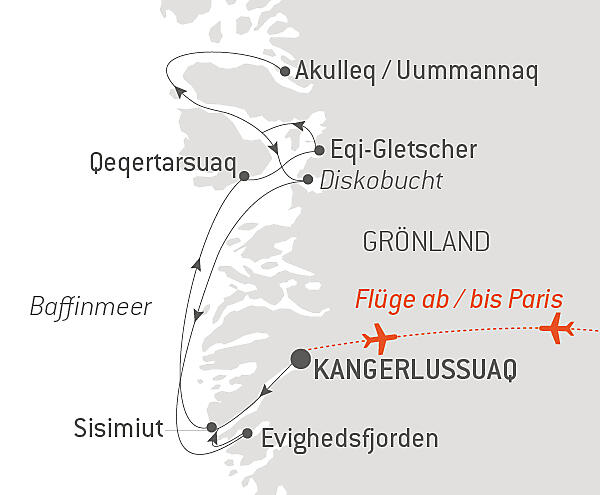 Akulleq / Uummannaq
Eqi-Gletscher
Qeqertarsuaq
Diskobucht
GRÖNLAND
Baffinmeer
Flüge ab / bis Paris
KANGERLUSSUAQ
Sisimiut
Evighedsfjorden